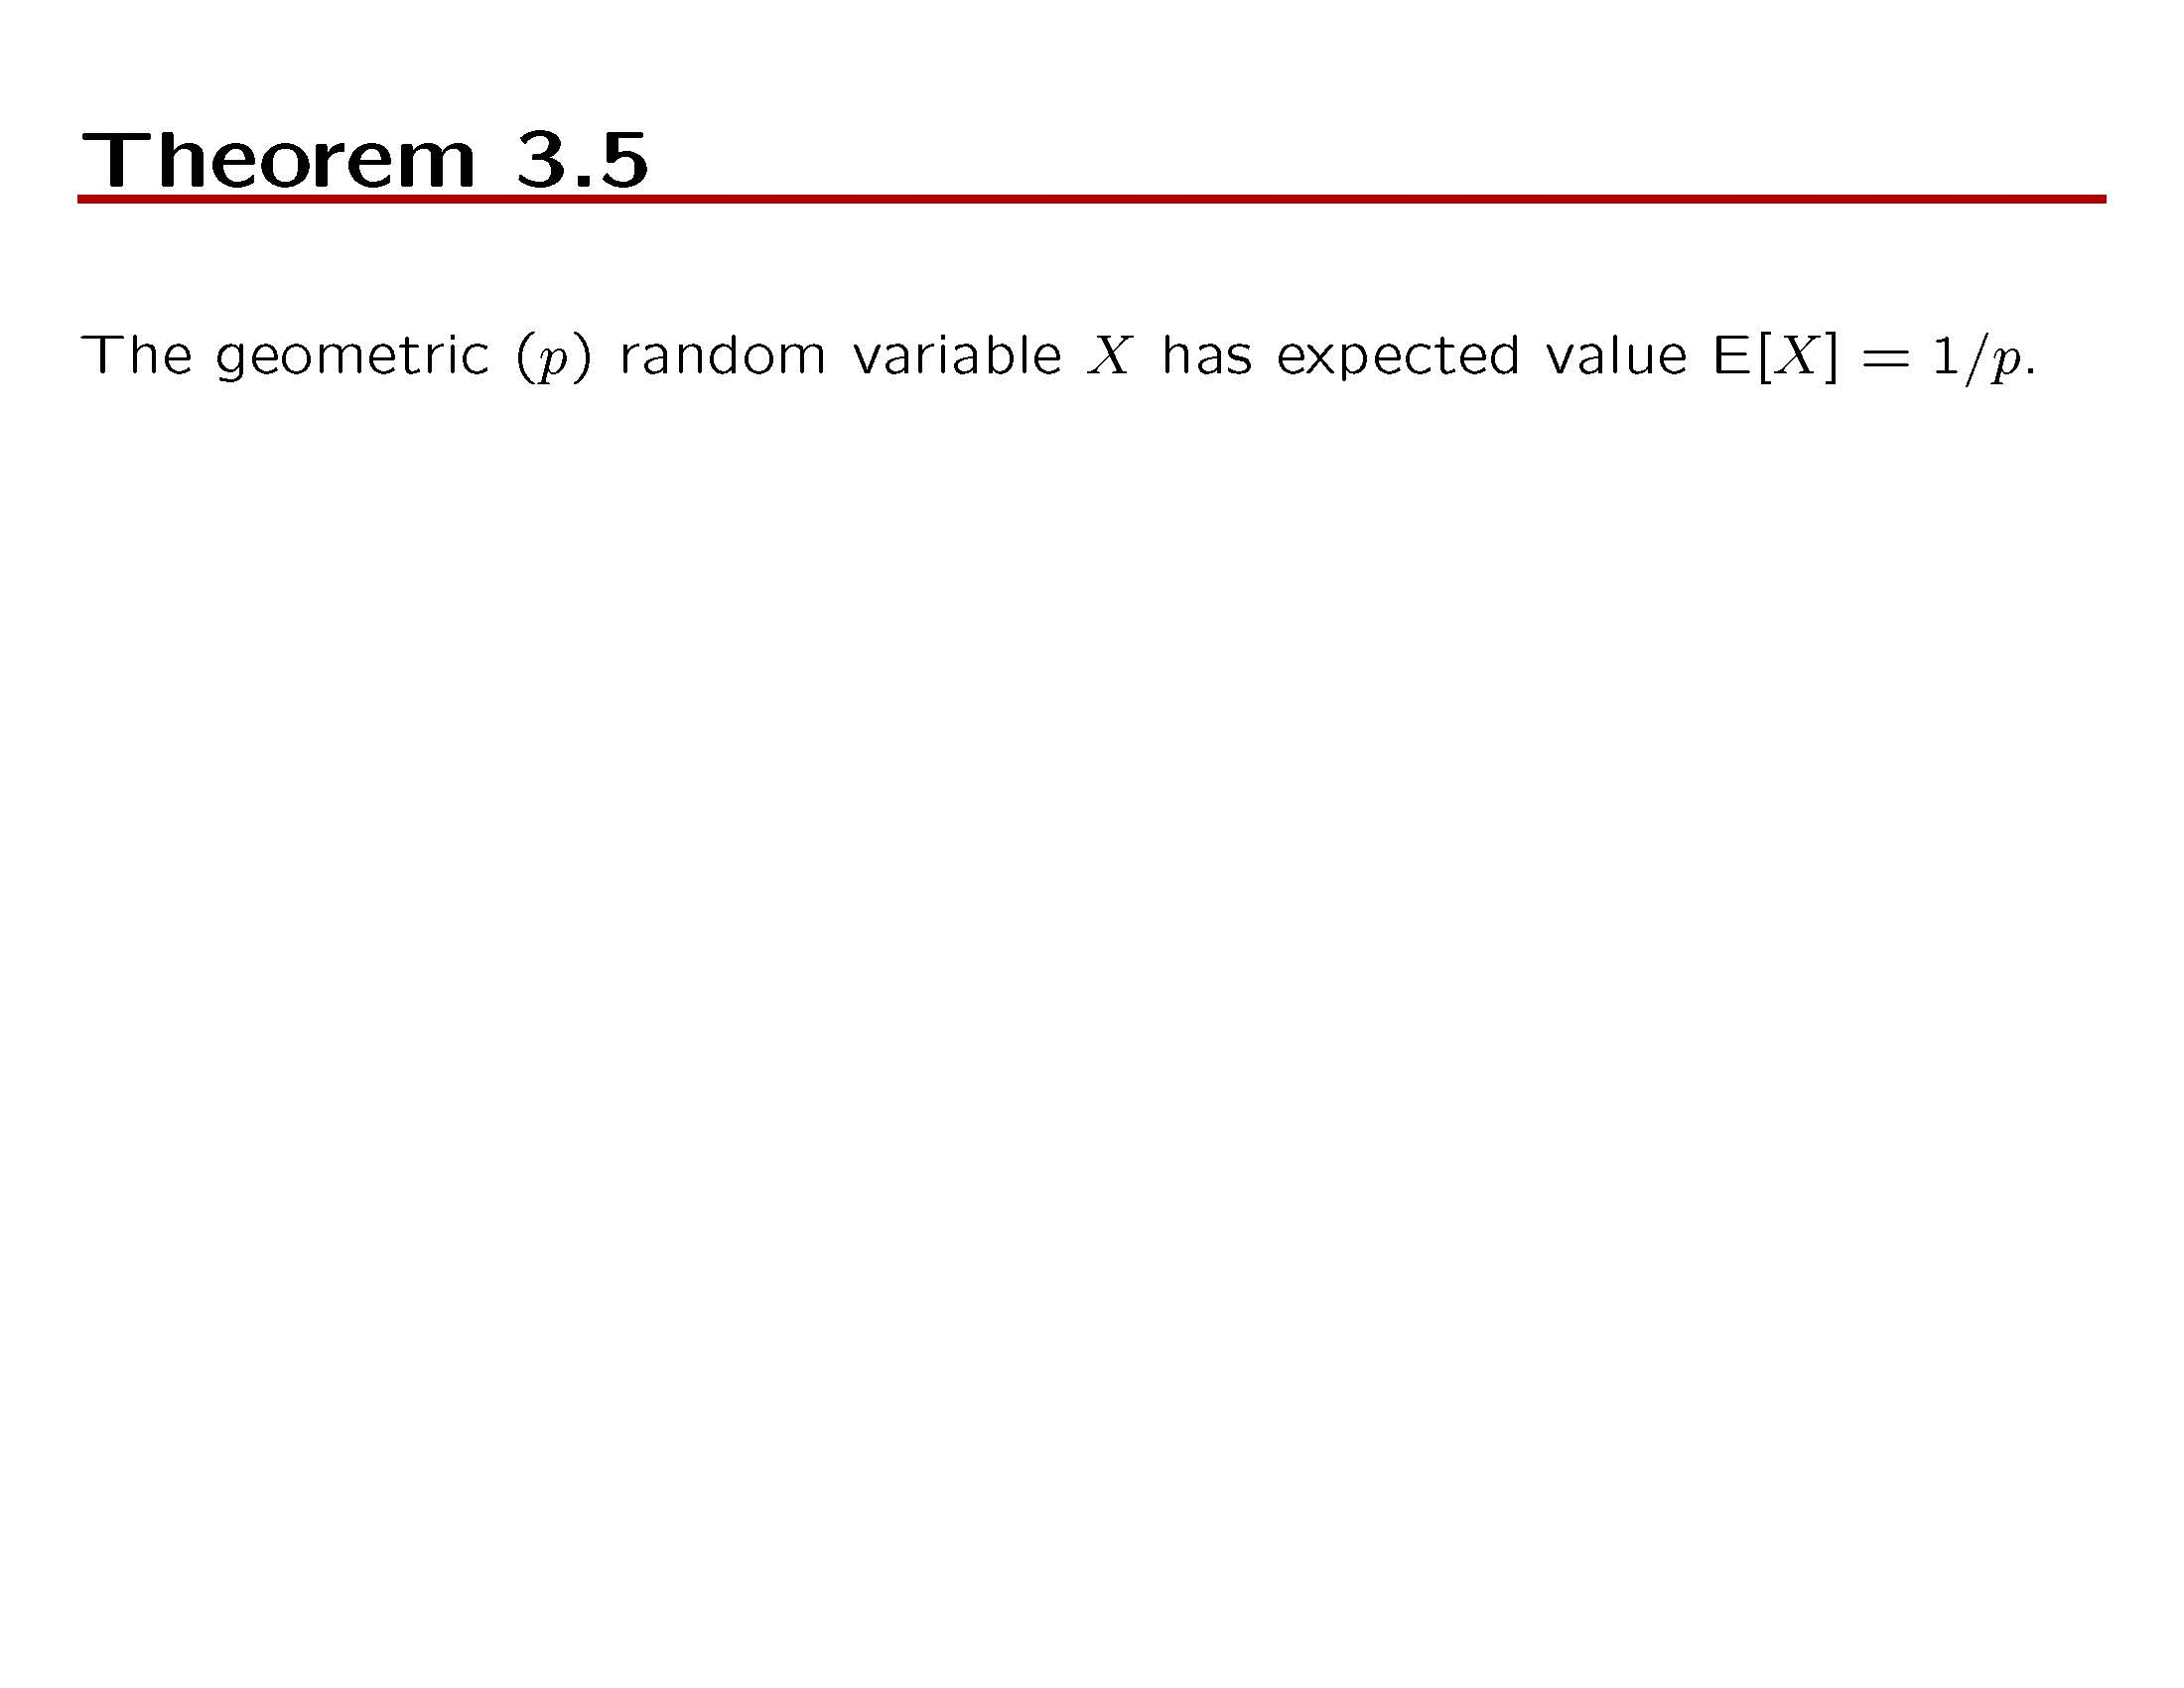 Theorem 3.5
The geometric (p) random variable X has expected value E[X] = 1/p.